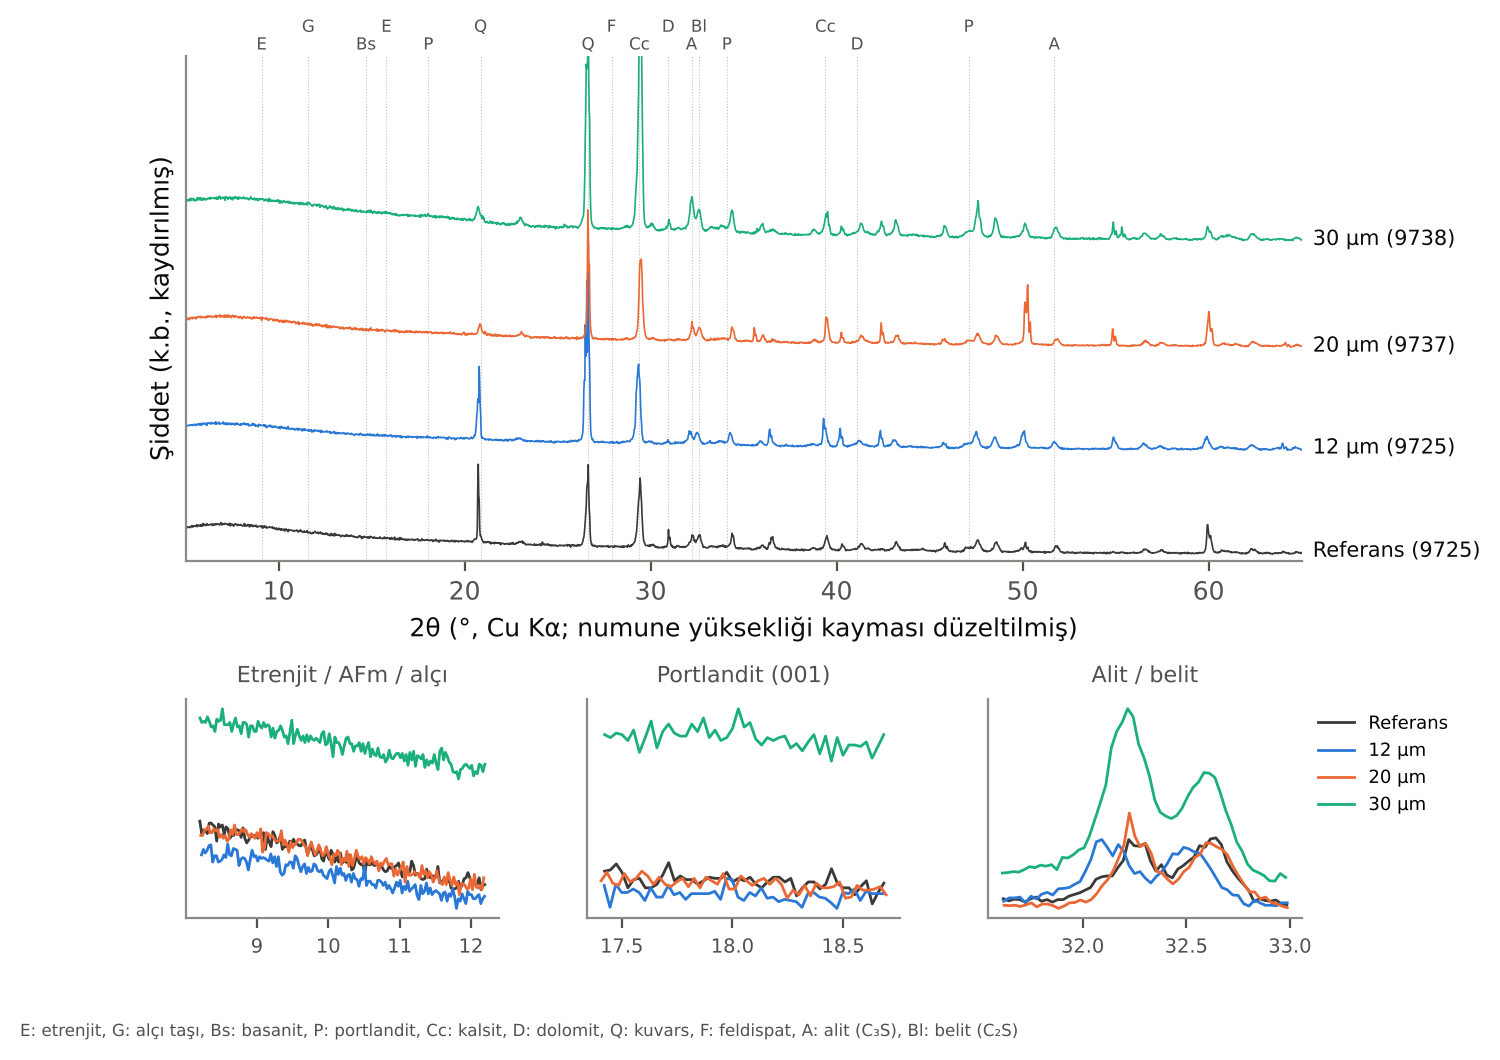 G E Q F D Bl Cc P
E Bs P Q Cc A P D A
Şiddet (k.b., kaydırılmış)
30 µm (9738)
20 µm (9737)
12 µm (9725)
Referans (9725)
10 20 30 40 50 60
2θ (°, Cu Kα; numune yüksekliği kayması düzeltilmiş)
Etrenjit / AFm / alçı
Portlandit (001)
Alit / belit
Referans
12 µm
20 µm
30 µm
9 10 11 12
17.5 18.0 18.5
32.0 32.5 33.0
E: etrenjit, G: alçı taşı, Bs: basanit, P: portlandit, Cc: kalsit, D: dolomit, Q: kuvars, F: feldispat, A: alit (C₃S), Bl: belit (C₂S)